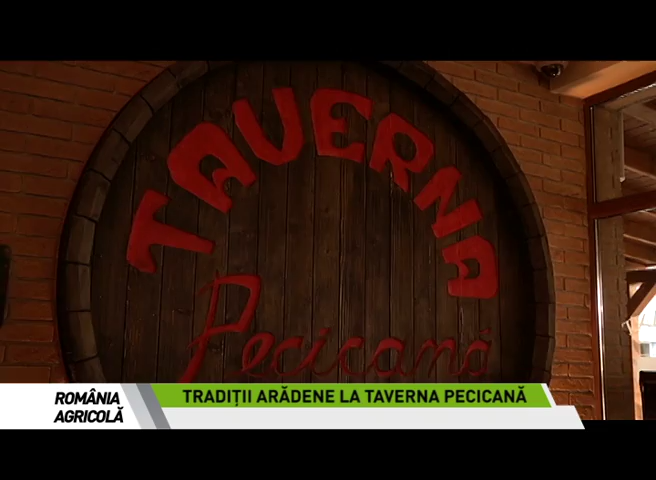 TAVERNA
Pecicană
ROMÂNIA
AGRICOLĂ
TRADIȚII ARĂDENE LA TAVERNA PECICANĂ